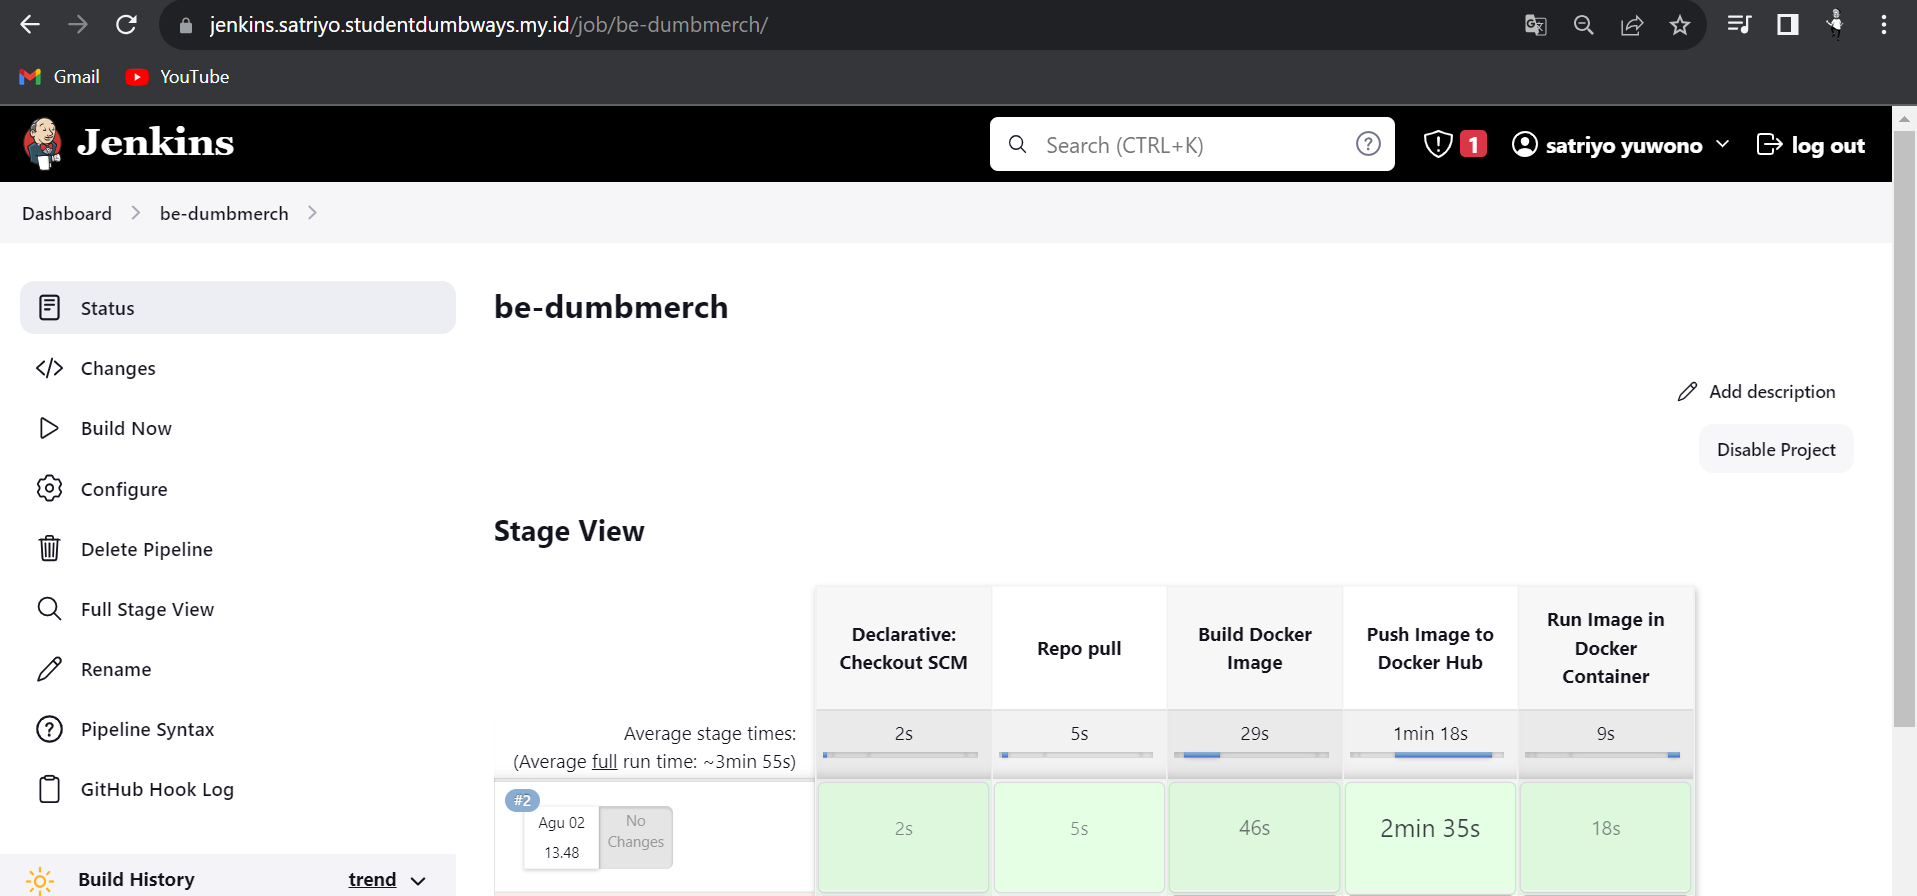 jenkins.satriyo.studentdumbways.my.id/job/be-dumbmerch/
Gmail YouTube
Jenkins
Search (CTRL+K)
1
satriyo yuwono
log out
Dashboard be-dumbmerch
Status
Changes
Build Now
Configure
Delete Pipeline
Full Stage View
Rename
Pipeline Syntax
GitHub Hook Log
Build History trend
be-dumbmerch
Add description
Disable Project
Stage View
Declarative:
Checkout SCM
Repo pull
Build Docker
Image
Push Image to
Docker Hub
Run Image in
Docker
Container
Average stage times:
(Average full run time: ~3min 55s)
2s 5s 29s 1min 18s 9s
#2
Agu 02
13.48
No
Changes
2s 5s 46s 2min 35s 18s